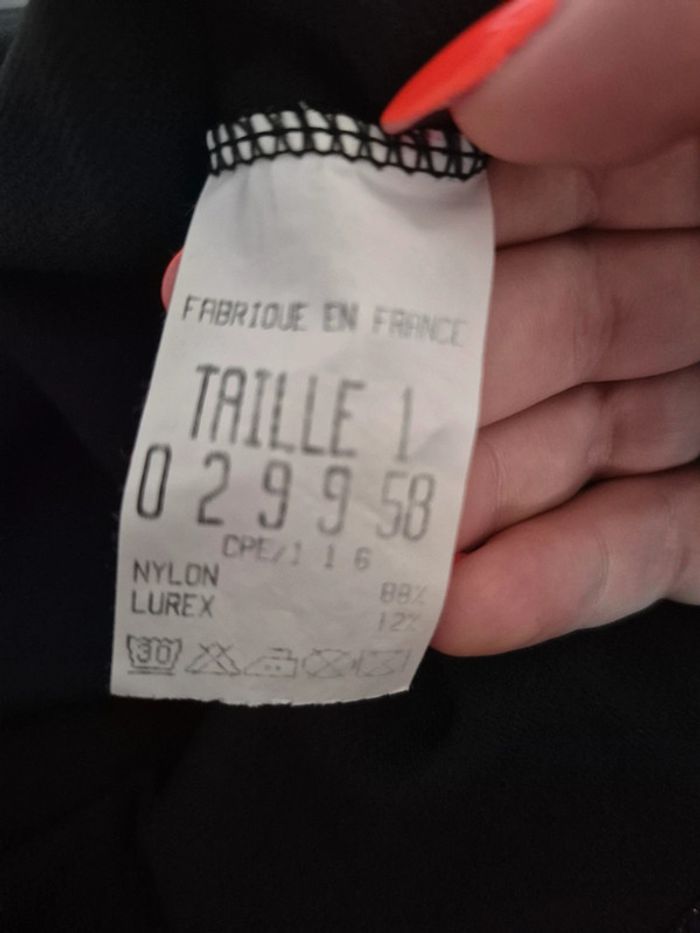 FABRIQUE EN FRANCE
TAILLE 1
0 2 9 9 58
CPE/1 1 6
NYLON 88%
LUREX 12%
30